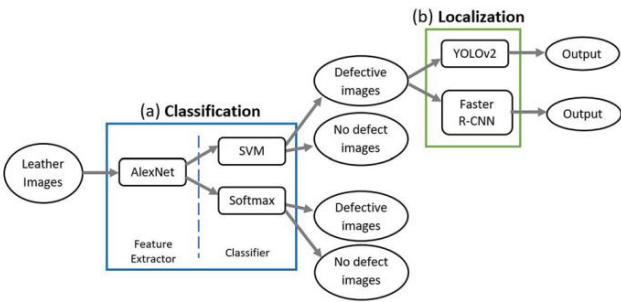 (b) Localization
YOLOv2
Output
Defective
images
Faster
R-CNN
Output
(a) Classification
No defect
images
SVM
Leather
Images
AlexNet
Softmax
Defective
images
Feature
Extractor
Classifier
No defect
images